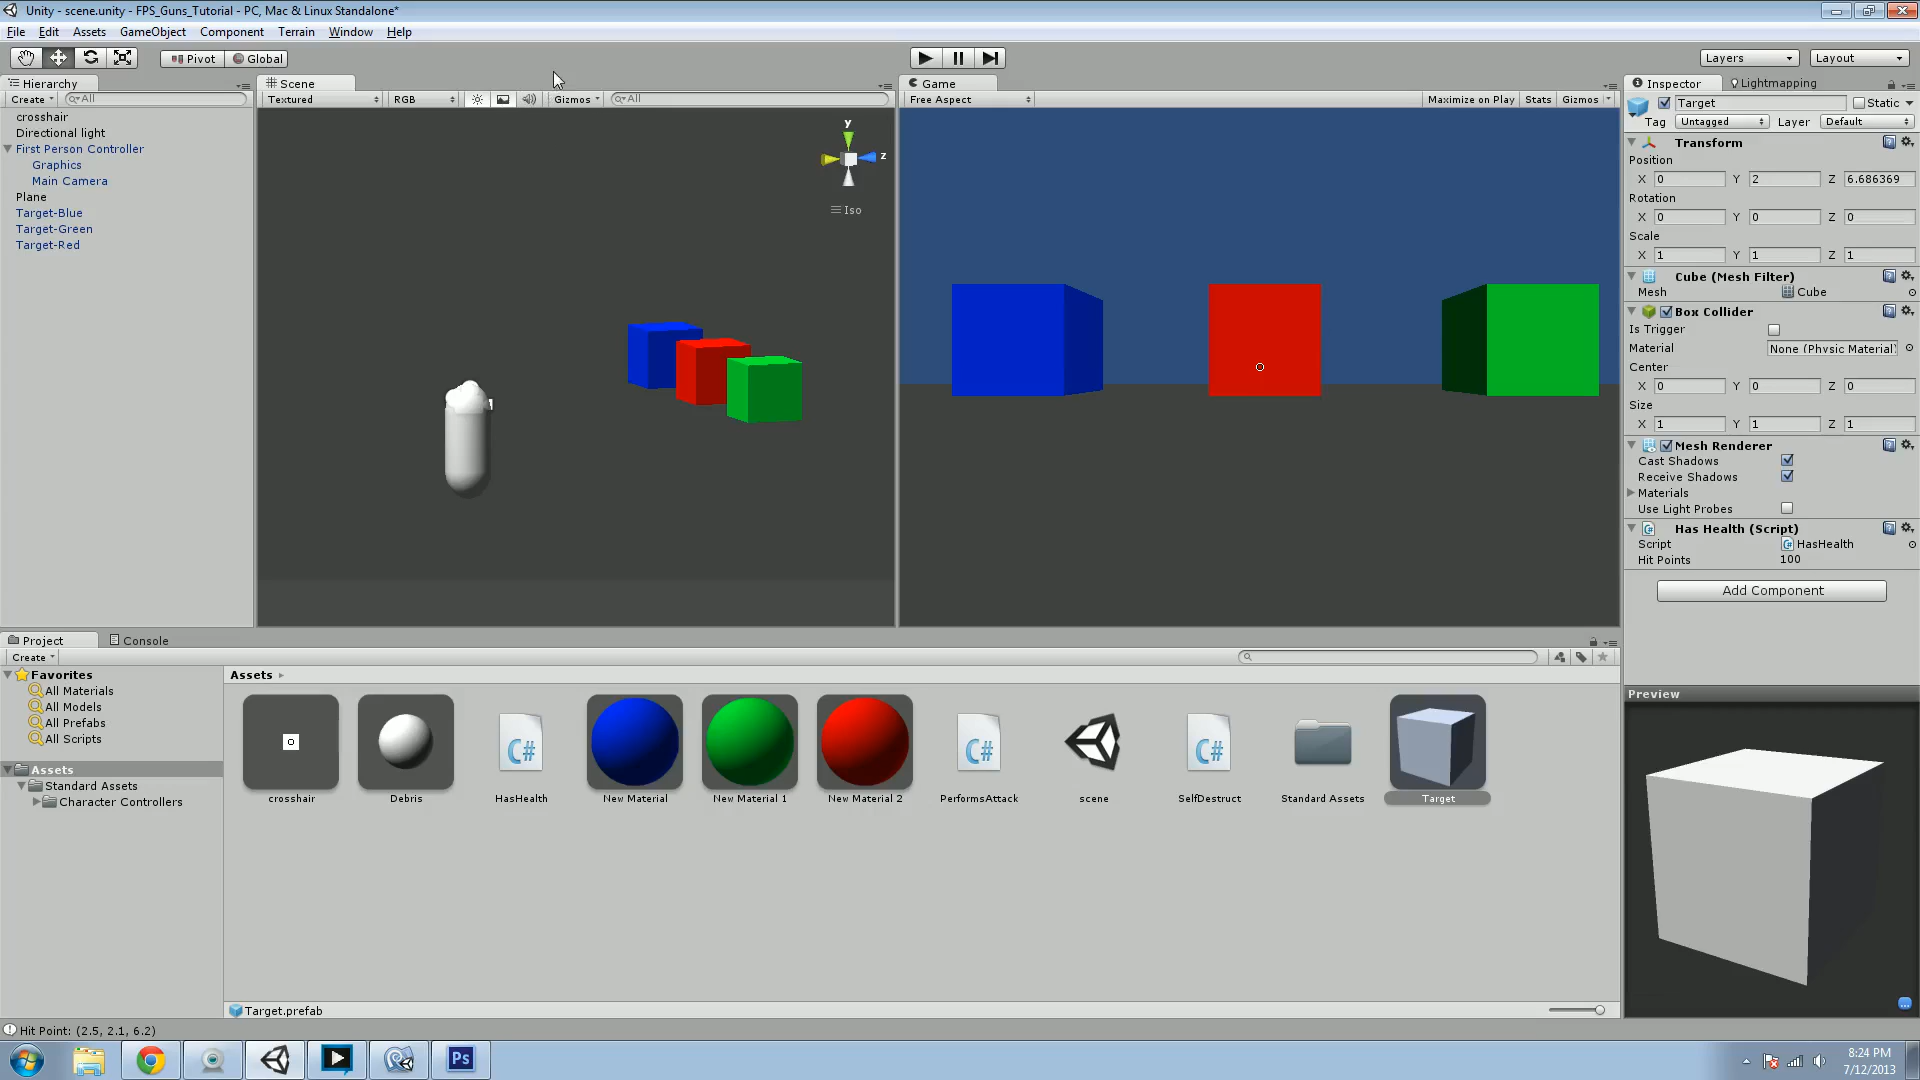 Unity - scene.unity - FPS_Guns_Tutorial - PC, Mac & Linux Standalone*
File Edit Assets GameObject Component Terrain Window Help
Pivot Global Layers Layout
Hierarchy
Create All
crosshair
Directional light
First Person Controller
Graphics
Main Camera
Plane
Target-Blue
Target-Green
Target-Red
Scene
Textured RGB Gizmos All
y
z
Iso
Game
Free Aspect Maximize on Play Stats Gizmos
Inspector Lightmapping
Target Static
Tag Untagged Layer Default
Transform
Position
X 0 Y 2 Z 6.686369
Rotation
X 0 Y 0 Z 0
Scale
X 1 Y 1 Z 1
Cube (Mesh Filter)
Mesh Cube
Box Collider
Is Trigger
Material None (Physic Material)
Center
X 0 Y 0 Z 0
Size
X 1 Y 1 Z 1
Mesh Renderer
Cast Shadows
Receive Shadows
Materials
Use Light Probes
Has Health (Script)
Script HasHealth
Hit Points 100
Add Component
Preview
Project Console
Create
Favorites
All Materials
All Models
All Prefabs
All Scripts
Assets
Standard Assets
Character Controllers
Assets
C# C# C#
crosshair Debris HasHealth New Material New Material 1 New Material 2 PerformsAttack scene SelfDestruct Standard Assets Target
Target.prefab
Hit Point: (2.5, 2.1, 6.2)
Ps
8:24 PM
7/12/2013